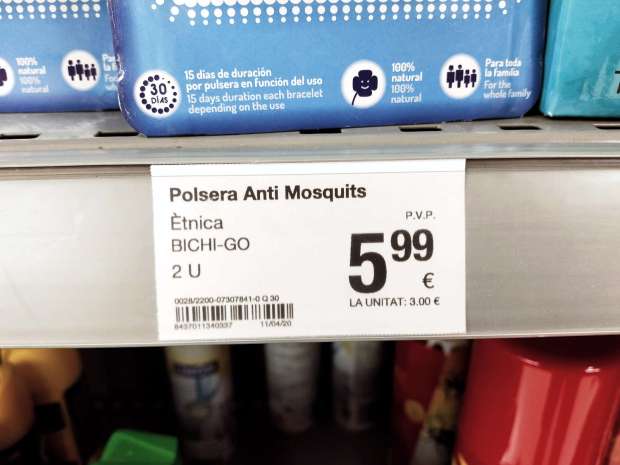 100%
natural
30
DÍAS
15 días de duración
por pulsera en función del uso
15 days duration each bracelet
depending on the use
100%
natural
100%
natural
Para toda
la familia
For the
whole family
Polsera Anti Mosquits
Ètnica
BICHI-GO
2 U
P.V.P.
5 99
€
LA UNITAT: 3.00 €
0028/2200-07307841-0 Q 30
8437011340337
11/04/20